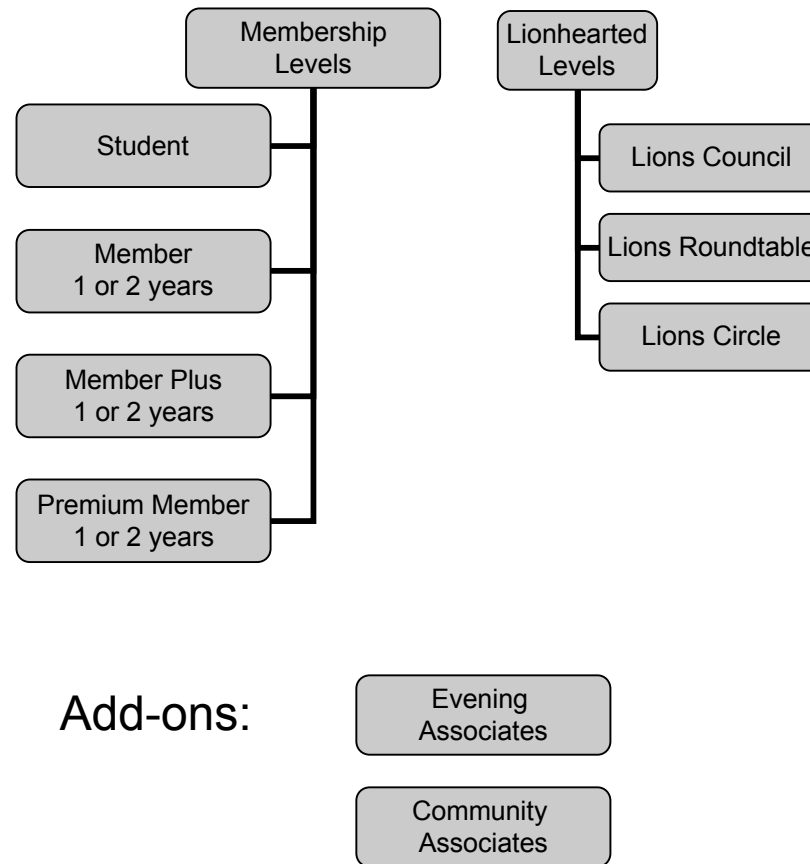 Membership
Levels
Student
Member
1 or 2 years
Member Plus
1 or 2 years
Premium Member
1 or 2 years
Lionhearted
Levels
Lions Council
Lions Roundtable
Lions Circle
Add-ons:
Evening
Associates
Community
Associates